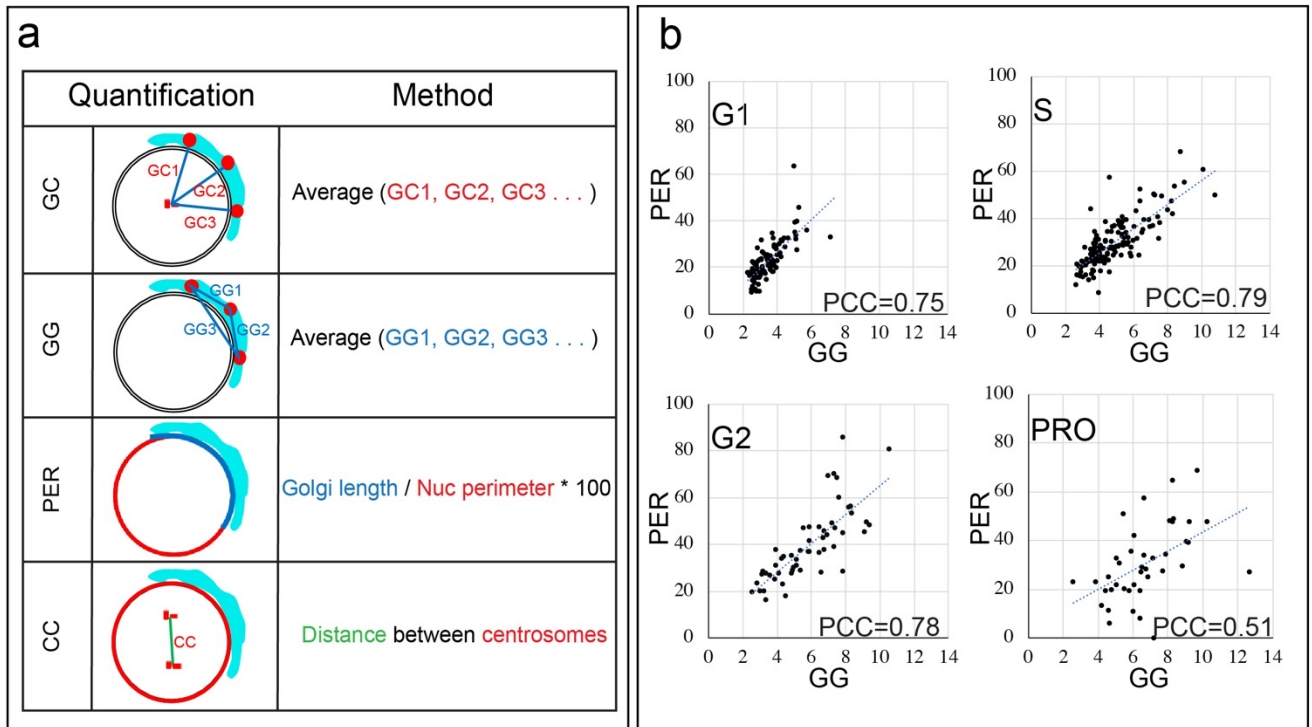 a
Quantification Method
GC
GC1
GC2
GC3
Average (GC1, GC2, GC3 . . . )
GG
GG1
GG3
GG2
Average (GG1, GG2, GG3 . . . )
PER
Golgi length / Nuc perimeter * 100
CC
CC
Distance between centrosomes
b
G1
PER
100
80
60
40
20
0
0 2 4 6 8 10 12 14
GG
PCC=0.75
S
PER
100
80
60
40
20
0
0 2 4 6 8 10 12 14
GG
PCC=0.79
G2
PER
100
80
60
40
20
0
0 2 4 6 8 10 12 14
GG
PCC=0.78
PRO
PER
100
80
60
40
20
0
0 2 4 6 8 10 12 14
GG
PCC=0.51